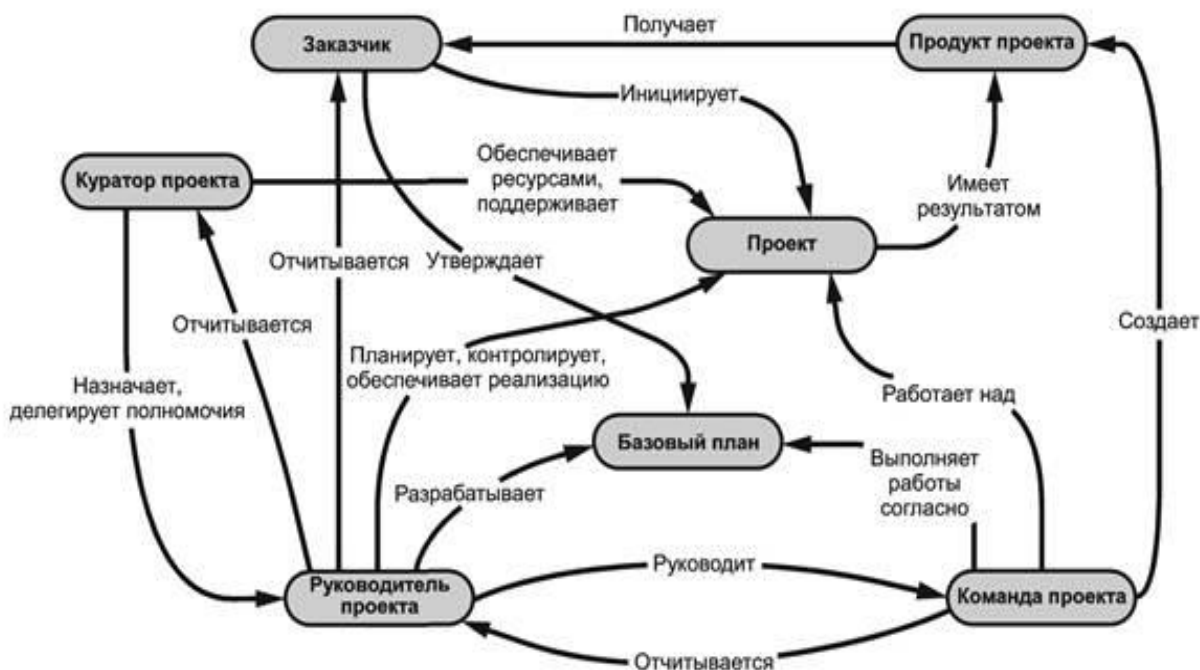 Получает
Заказчик
Продукт проекта
Инициирует
Обеспечивает
ресурсами,
поддерживает
Куратор проекта
Имеет
результатом
Проект
Отчитывается
Утверждает
Отчитывается
Создает
Планирует, контролирует,
обеспечивает реализацию
Назначает,
делегирует полномочия
Работает над
Базовый план
Выполняет
работы
согласно
Разрабатывает
Руководит
Руководитель
проекта
Команда проекта
Отчитывается